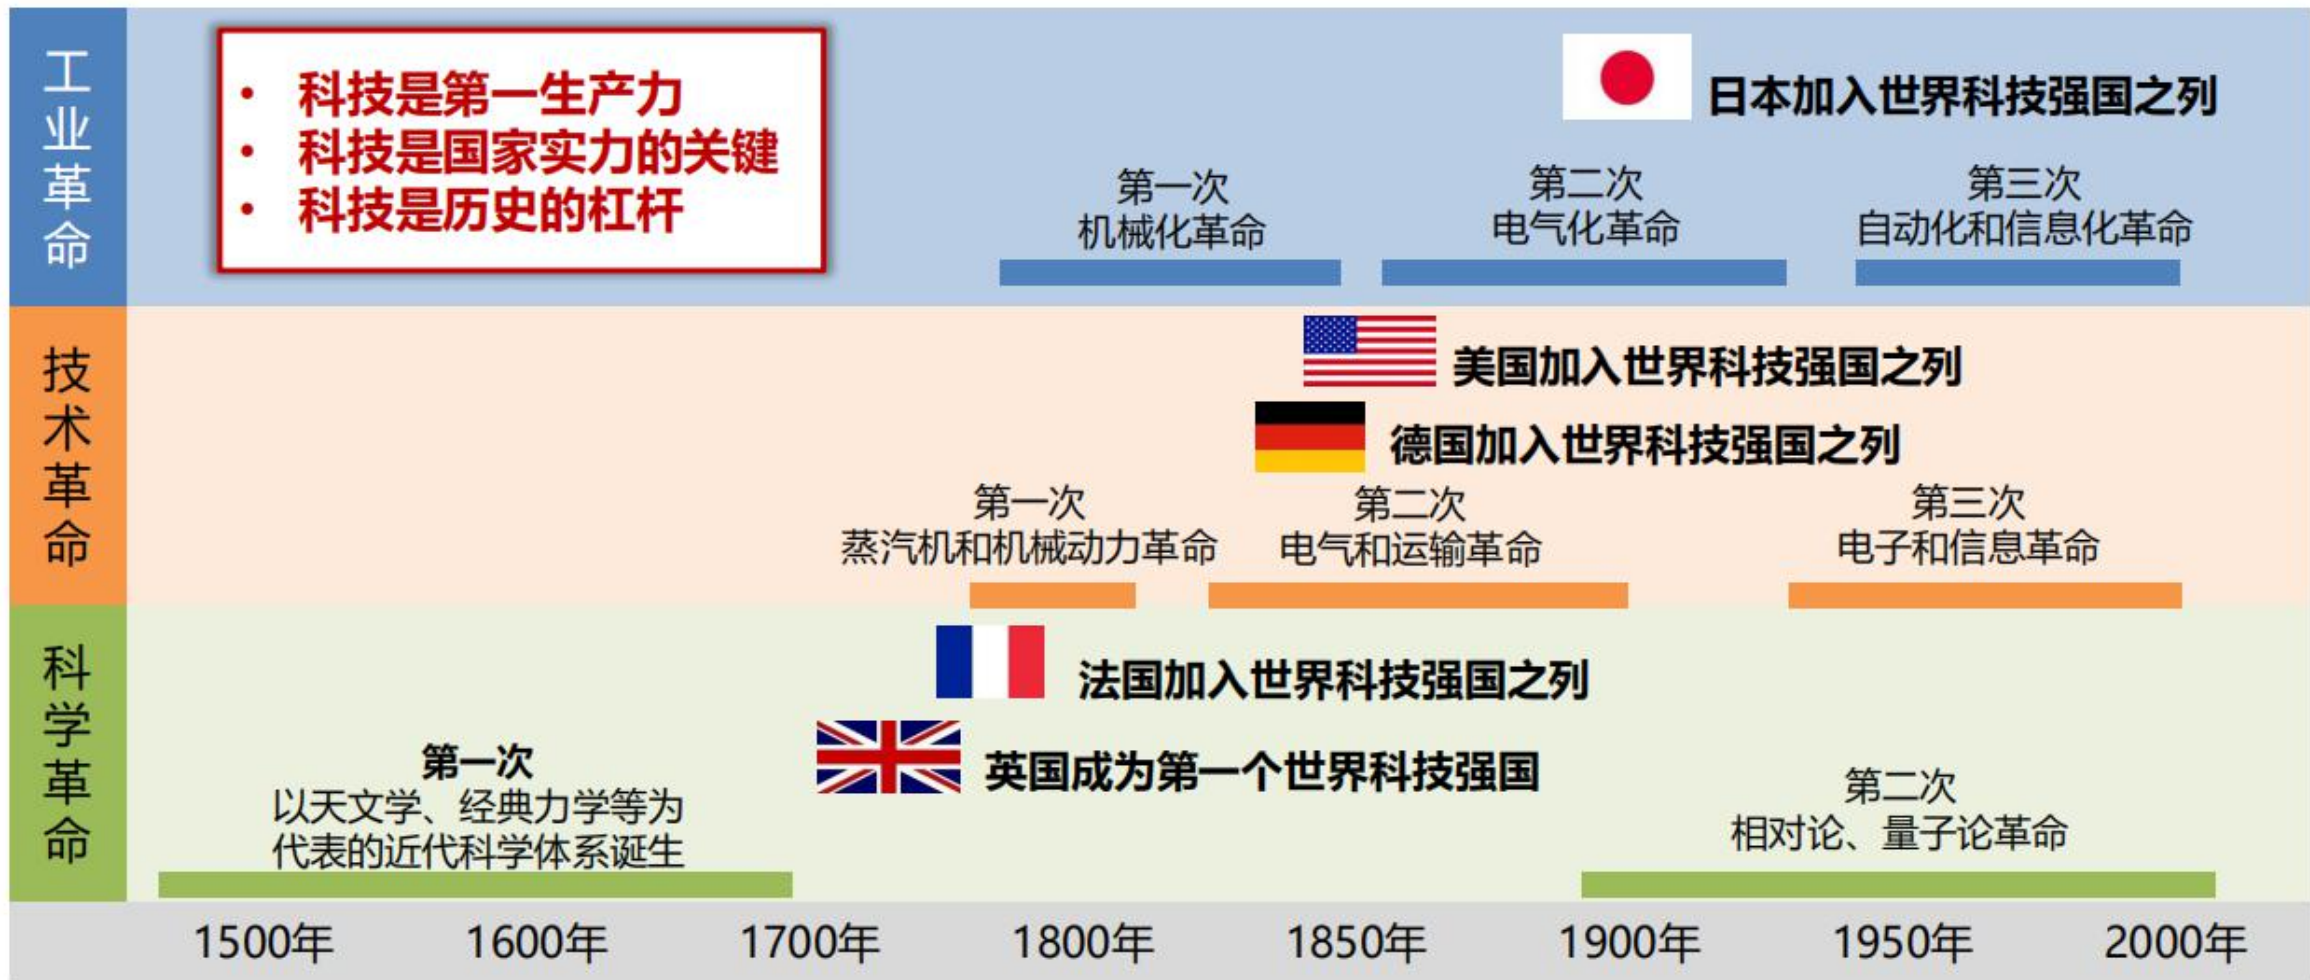 工业革命
• 科技是第一生产力
• 科技是国家实力的关键
• 科技是历史的杠杆
日本加入世界科技强国之列
第一次
机械化革命
第二次
电气化革命
第三次
自动化和信息化革命
技术革命
美国加入世界科技强国之列
德国加入世界科技强国之列
第一次
蒸汽机和机械动力革命
第二次
电气和运输革命
第三次
电子和信息革命
科学革命
法国加入世界科技强国之列
英国成为第一个世界科技强国
第一次
以天文学、经典力学等为
代表的近代科学体系诞生
第二次
相对论、量子论革命
1500年 1600年 1700年 1800年 1850年 1900年 1950年 2000年